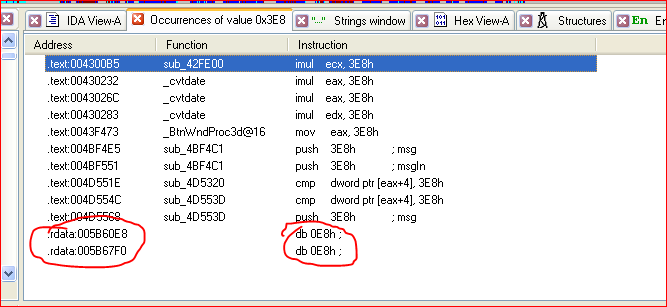 IDA View-A Occurrences of value 0x3E8 "..." Strings window Hex View-A Structures En En
Address Function Instruction
.text:004300B5 sub_42FE00 imul ecx, 3E8h
.text:00430232 _cvtdate imul eax, 3E8h
.text:0043026C _cvtdate imul eax, 3E8h
.text:00430283 _cvtdate imul edx, 3E8h
.text:0043F473 _BtnWndProc3d@16 mov eax, 3E8h
.text:004BF4E5 sub_4BF4C1 push 3E8h ; msg
.text:004BF551 sub_4BF4C1 push 3E8h ; msgIn
.text:004D551E sub_4D5320 cmp dword ptr [eax+4], 3E8h
.text:004D554C sub_4D553D cmp dword ptr [eax+4], 3E8h
.text:004D5568 sub_4D553D push 3E8h ; msg
.rdata:005B60E8 db 0E8h ;
.rdata:005B67F0 db 0E8h ;